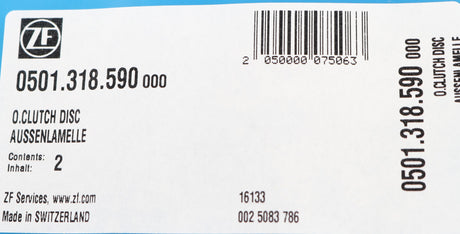 ZF
2 050000 075063
0501.318.590 000
O.CLUTCH DISC
AUSSENLAMELLE
Contents:
Inhalt: 2
ZF Services, www.zf.com
Made in SWITZERLAND
16133
002 5083 786
0501.318.590 000
O.CLUTCH DISC
AUSSENLAMELLE